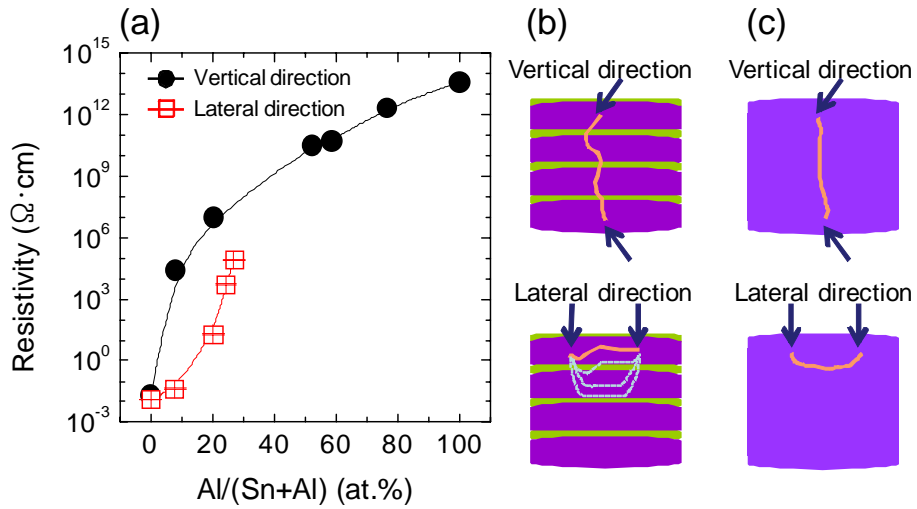 (a)
(b)
(c)
10^15
10^12
10^9
10^6
10^3
10^0
10^-3
Resistivity (Ω·cm)
Vertical direction
Lateral direction
0 20 40 60 80 100
Al/(Sn+Al) (at.%)
Vertical direction
Lateral direction
Vertical direction
Lateral direction